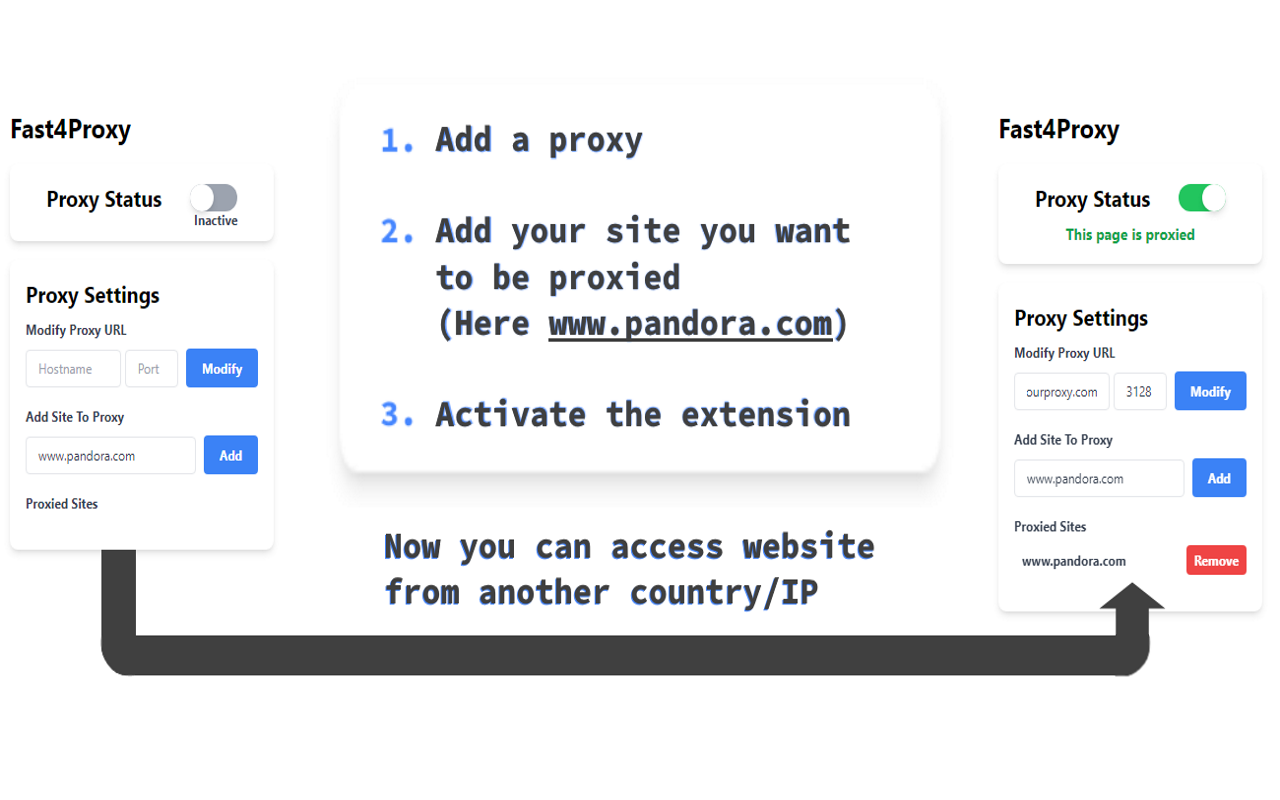 Fast4Proxy
Proxy Status
Inactive
Proxy Settings
Modify Proxy URL
Hostname Port Modify
Add Site To Proxy
www.pandora.com Add
Proxied Sites
1. Add a proxy
2. Add your site you want
to be proxied
(Here www.pandora.com)
3. Activate the extension
Now you can access website
from another country/IP
Fast4Proxy
Proxy Status
This page is proxied
Proxy Settings
Modify Proxy URL
ourproxy.com 3128 Modify
Add Site To Proxy
www.pandora.com Add
Proxied Sites
www.pandora.com Remove